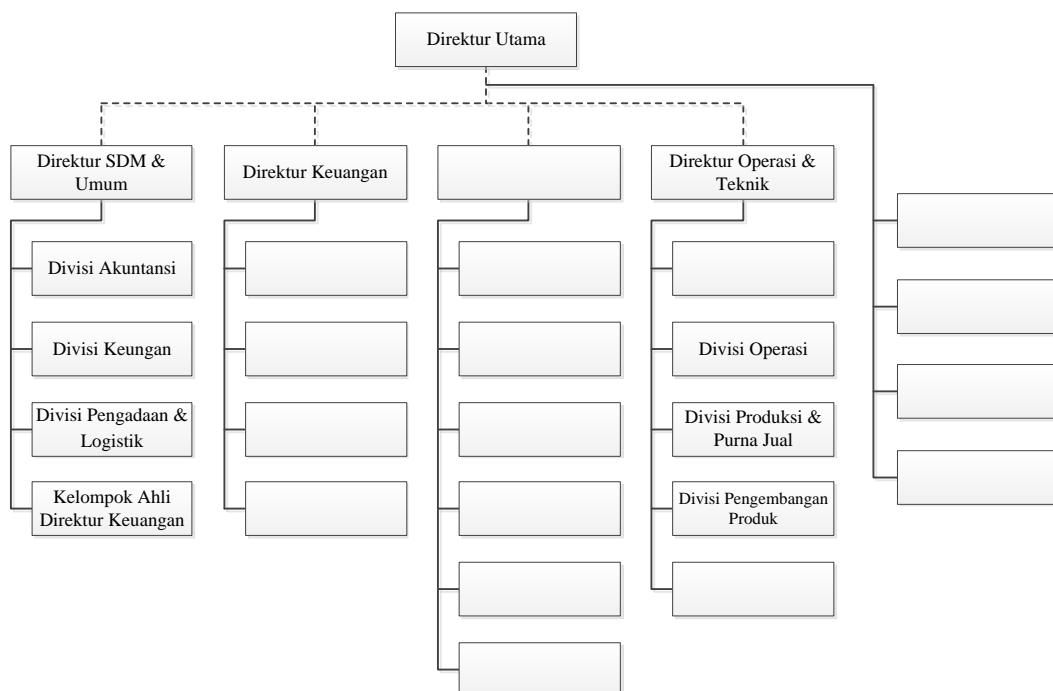 Direktur Utama
Direktur SDM &
Umum
Direktur Keuangan
Direktur Operasi &
Teknik
Divisi Akuntansi
Divisi Keungan
Divisi Pengadaan &
Logistik
Kelompok Ahli
Direktur Keuangan
Divisi Operasi
Divisi Produksi &
Purna Jual
Divisi Pengembangan
Produk